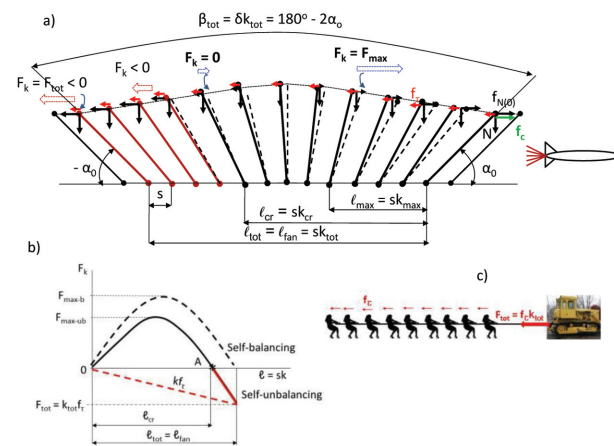 a)
β_tot = δk_tot = 180° - 2α_o
F_k = F_tot < 0
F_k < 0
F_k = 0
F_k = F_max
f_τ
f_N(0)
N
f_c
- α_0
α_0
s
ℓ_max = sk_max
ℓ_cr = sk_cr
ℓ_tot = ℓ_fan = sk_tot
b)
F_k
F_max-b
F_max-ub
Self-balancing
A
0
ℓ = sk
kf_τ
Self-unbalancing
F_tot = k_tot f_τ
ℓ_cr
ℓ_tot = ℓ_fan
c)
f_τ
F_tot = f_τ k_tot